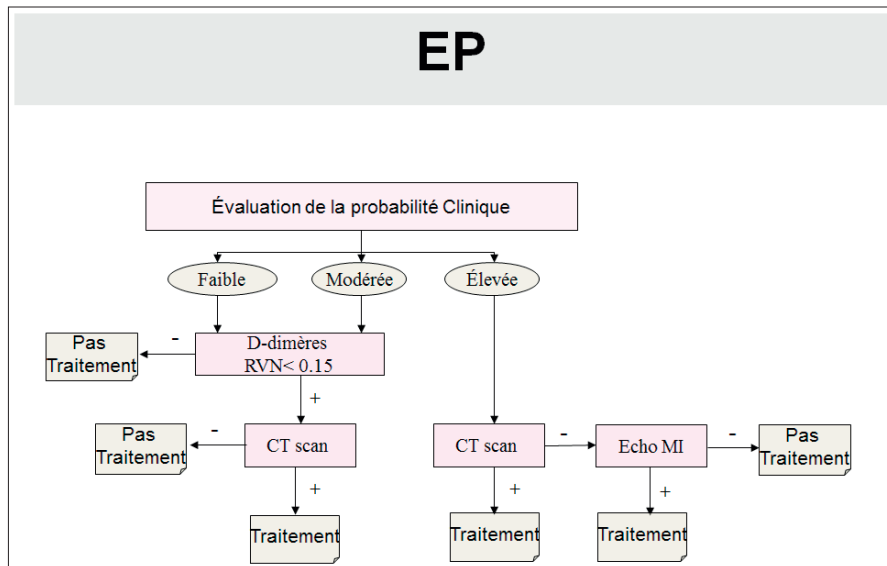 EP
Évaluation de la probabilité Clinique
Faible
Modérée
Élevée
Pas
Traitement
-
D-dimères
RVN< 0.15
+
Pas
Traitement
-
CT scan
CT scan
-
Echo MI
-
Pas
Traitement
+
+
+
Traitement
Traitement
Traitement